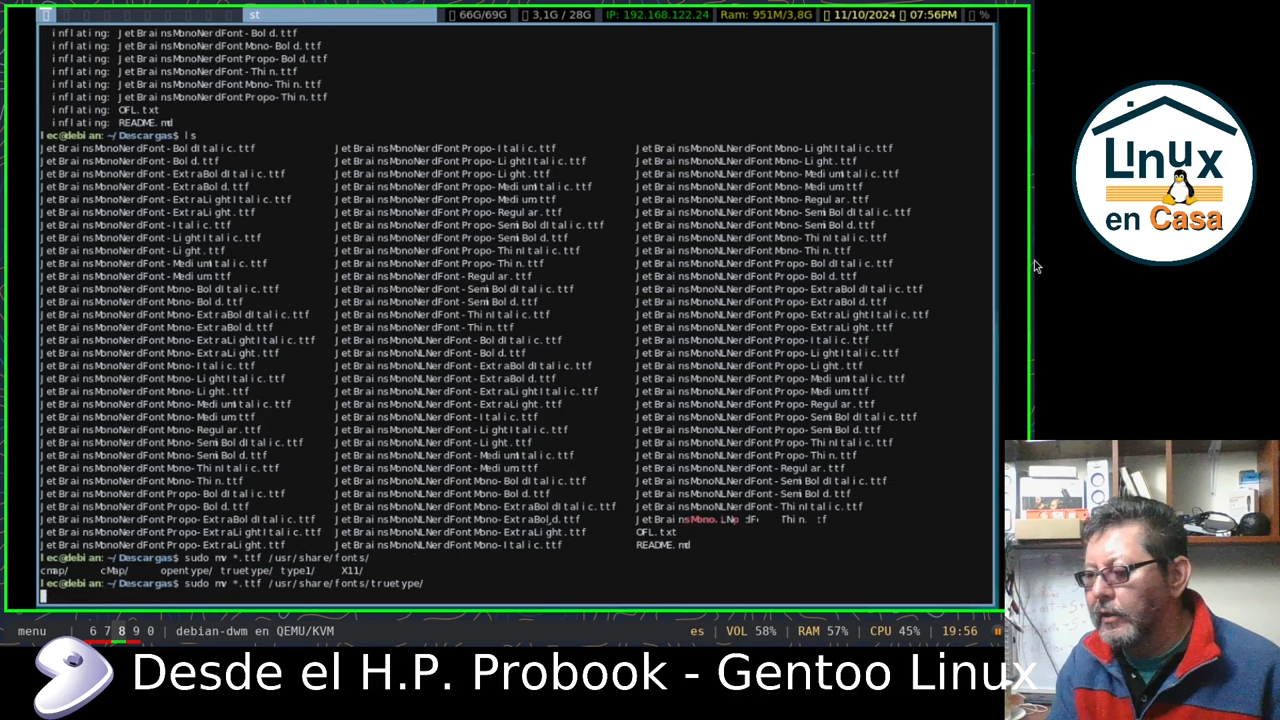 st 66G/69G 3,1G / 28G IP: 192.168.122.24 Ram: 951M/3,8G 11/10/2024 07:56PM %
inflating: JetBrainsMonoNerdFont-Bold.ttf
inflating: JetBrainsMonoNerdFontMono-Bold.ttf
inflating: JetBrainsMonoNerdFontPropo-Bold.ttf
inflating: JetBrainsMonoNerdFont-Thin.ttf
inflating: JetBrainsMonoNerdFontMono-Thin.ttf
inflating: JetBrainsMonoNerdFontPropo-Thin.ttf
inflating: OFL.txt
inflating: README.md
lec@debian:~/Descargas$ ls
JetBrainsMonoNerdFont-BoldItalic.ttf JetBrainsMonoNerdFontPropo-Italic.ttf JetBrainsMonoNLNerdFontMono-LightItalic.ttf
JetBrainsMonoNerdFont-Bold.ttf JetBrainsMonoNerdFontPropo-LightItalic.ttf JetBrainsMonoNLNerdFontMono-Light.ttf
JetBrainsMonoNerdFont-ExtraBoldItalic.ttf JetBrainsMonoNerdFontPropo-Light.ttf JetBrainsMonoNLNerdFontMono-MediumItalic.ttf
JetBrainsMonoNerdFont-ExtraBold.ttf JetBrainsMonoNerdFontPropo-MediumItalic.ttf JetBrainsMonoNLNerdFontMono-Medium.ttf
JetBrainsMonoNerdFont-ExtraLightItalic.ttf JetBrainsMonoNerdFontPropo-Medium.ttf JetBrainsMonoNLNerdFontMono-Regular.ttf
JetBrainsMonoNerdFont-ExtraLight.ttf JetBrainsMonoNerdFontPropo-Regular.ttf JetBrainsMonoNLNerdFontMono-SemiBoldItalic.ttf
JetBrainsMonoNerdFont-Italic.ttf JetBrainsMonoNerdFontPropo-SemiBoldItalic.ttf JetBrainsMonoNLNerdFontMono-SemiBold.ttf
JetBrainsMonoNerdFont-LightItalic.ttf JetBrainsMonoNerdFontPropo-SemiBold.ttf JetBrainsMonoNLNerdFontMono-ThinItalic.ttf
JetBrainsMonoNerdFont-Light.ttf JetBrainsMonoNerdFontPropo-ThinItalic.ttf JetBrainsMonoNLNerdFontMono-Thin.ttf
JetBrainsMonoNerdFont-MediumItalic.ttf JetBrainsMonoNerdFontPropo-Thin.ttf JetBrainsMonoNLNerdFontPropo-BoldItalic.ttf
JetBrainsMonoNerdFont-Medium.ttf JetBrainsMonoNerdFont-Regular.ttf JetBrainsMonoNLNerdFontPropo-Bold.ttf
JetBrainsMonoNerdFontMono-BoldItalic.ttf JetBrainsMonoNerdFont-SemiBoldItalic.ttf JetBrainsMonoNLNerdFontPropo-ExtraBoldItalic.ttf
JetBrainsMonoNerdFontMono-Bold.ttf JetBrainsMonoNerdFont-SemiBold.ttf JetBrainsMonoNLNerdFontPropo-ExtraBold.ttf
JetBrainsMonoNerdFontMono-ExtraBoldItalic.ttf JetBrainsMonoNerdFont-ThinItalic.ttf JetBrainsMonoNLNerdFontPropo-ExtraLightItalic.ttf
JetBrainsMonoNerdFontMono-ExtraBold.ttf JetBrainsMonoNerdFont-Thin.ttf JetBrainsMonoNLNerdFontPropo-ExtraLight.ttf
JetBrainsMonoNerdFontMono-ExtraLightItalic.ttf JetBrainsMonoNLNerdFont-BoldItalic.ttf JetBrainsMonoNLNerdFontPropo-Italic.ttf
JetBrainsMonoNerdFontMono-ExtraLight.ttf JetBrainsMonoNLNerdFont-Bold.ttf JetBrainsMonoNLNerdFontPropo-LightItalic.ttf
JetBrainsMonoNerdFontMono-Italic.ttf JetBrainsMonoNLNerdFont-ExtraBoldItalic.ttf JetBrainsMonoNLNerdFontPropo-Light.ttf
JetBrainsMonoNerdFontMono-LightItalic.ttf JetBrainsMonoNLNerdFont-ExtraBold.ttf JetBrainsMonoNLNerdFontPropo-MediumItalic.ttf
JetBrainsMonoNerdFontMono-Light.ttf JetBrainsMonoNLNerdFont-ExtraLightItalic.ttf JetBrainsMonoNLNerdFontPropo-Medium.ttf
JetBrainsMonoNerdFontMono-MediumItalic.ttf JetBrainsMonoNLNerdFont-ExtraLight.ttf JetBrainsMonoNLNerdFontPropo-Regular.ttf
JetBrainsMonoNerdFontMono-Medium.ttf JetBrainsMonoNLNerdFont-Italic.ttf JetBrainsMonoNLNerdFontPropo-SemiBoldItalic.ttf
JetBrainsMonoNerdFontMono-Regular.ttf JetBrainsMonoNLNerdFont-LightItalic.ttf JetBrainsMonoNLNerdFontPropo-SemiBold.ttf
JetBrainsMonoNerdFontMono-SemiBoldItalic.ttf JetBrainsMonoNLNerdFont-Light.ttf JetBrainsMonoNLNerdFontPropo-ThinItalic.ttf
JetBrainsMonoNerdFontMono-SemiBold.ttf JetBrainsMonoNLNerdFont-MediumItalic.ttf JetBrainsMonoNLNerdFontPropo-Thin.ttf
JetBrainsMonoNerdFontMono-ThinItalic.ttf JetBrainsMonoNLNerdFont-Medium.ttf JetBrainsMonoNLNerdFont-Regular.ttf
JetBrainsMonoNerdFontMono-Thin.ttf JetBrainsMonoNLNerdFontMono-BoldItalic.ttf JetBrainsMonoNLNerdFont-SemiBoldItalic.ttf
JetBrainsMonoNerdFontPropo-BoldItalic.ttf JetBrainsMonoNLNerdFontMono-Bold.ttf JetBrainsMonoNLNerdFont-SemiBold.ttf
JetBrainsMonoNerdFontPropo-Bold.ttf JetBrainsMonoNLNerdFontMono-ExtraBoldItalic.ttf JetBrainsMonoNLNerdFont-ThinItalic.ttf
JetBrainsMonoNerdFontPropo-ExtraBoldItalic.ttf JetBrainsMonoNLNerdFontMono-ExtraBold.ttf
JetBrainsMonoNerdFontPropo-ExtraBold.ttf JetBrainsMonoNLNerdFontMono-ExtraLightItalic.ttf OFL.txt
JetBrainsMonoNerdFontPropo-ExtraLightItalic.ttf JetBrainsMonoNLNerdFontMono-ExtraLight.ttf README.md
JetBrainsMonoNerdFontPropo-ExtraLight.ttf JetBrainsMonoNLNerdFontMono-Italic.ttf
lec@debian:~/Descargas$ sudo mv *.ttf /usr/share/fonts/
cmap/ cMap/ opentype/ truetype/ type1/ X11/
lec@debian:~/Descargas$ sudo mv *.ttf /usr/share/fonts/truetype/
menu 6 7 8 9 0 debian-dwm en QEMU/KVM es VOL 58% RAM 57% CPU 45% 19:56
Linux
en Casa
Desde el H.P. Probook - Gentoo Linux